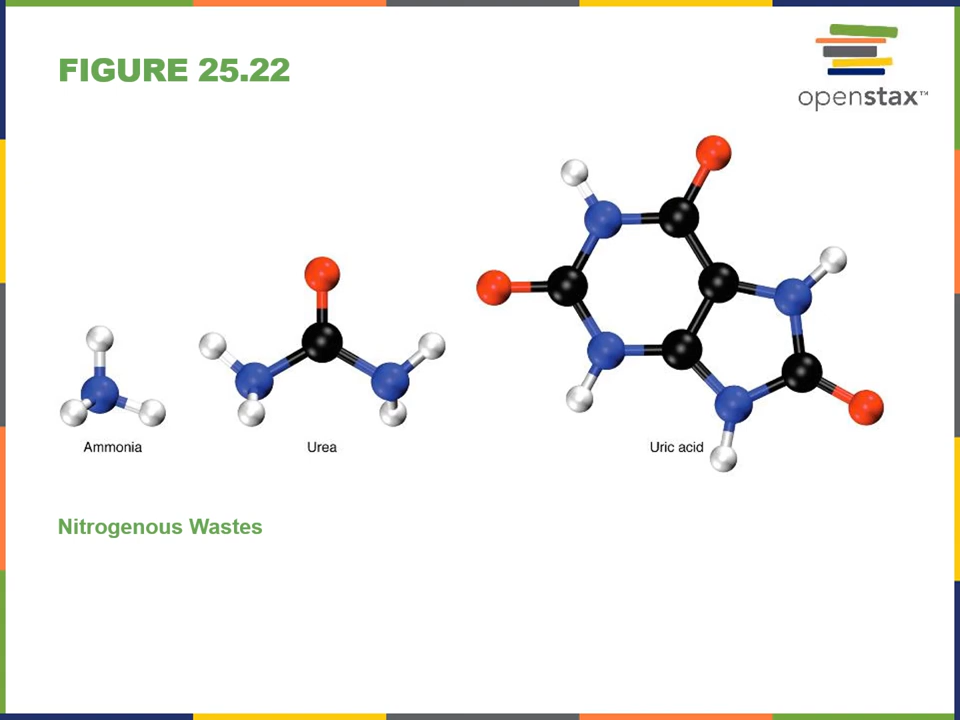 FIGURE 25.22
openstax™
Ammonia
Urea
Uric acid
Nitrogenous Wastes